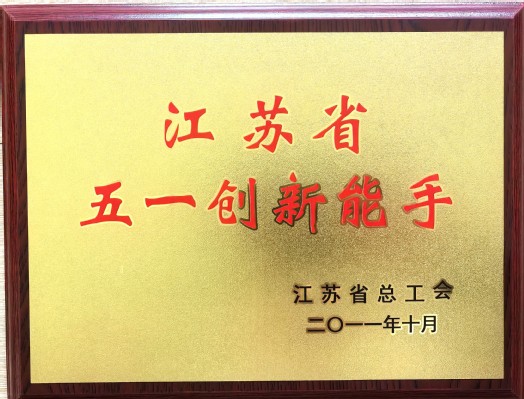 江苏省
五一创新能手
江苏省总工会
二〇一一年十月